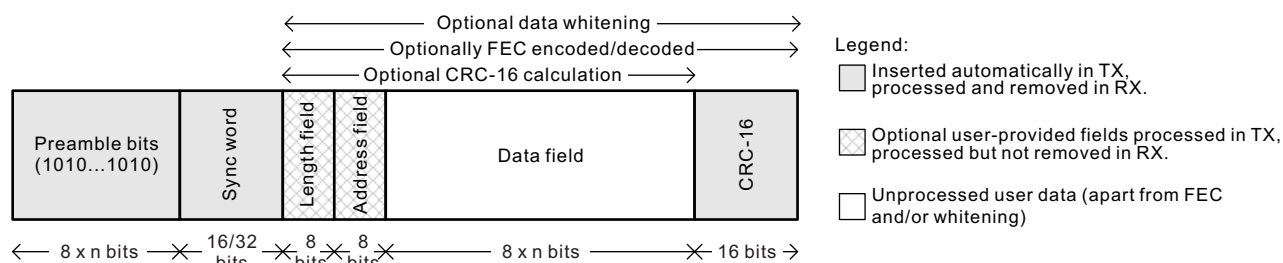 Optional data whitening
Optionally FEC encoded/decoded
Optional CRC-16 calculation
Legend:
Inserted automatically in TX,
processed and removed in RX.
Preamble bits
(1010...1010)
Sync word
Length field
Address field
Data field
CRC-16
Optional user-provided fields processed in TX,
processed but not removed in RX.
Unprocessed user data (apart from FEC
and/or whitening)
8 x n bits
16/32
bits
8
bits
8
bits
8 x n bits
16 bits